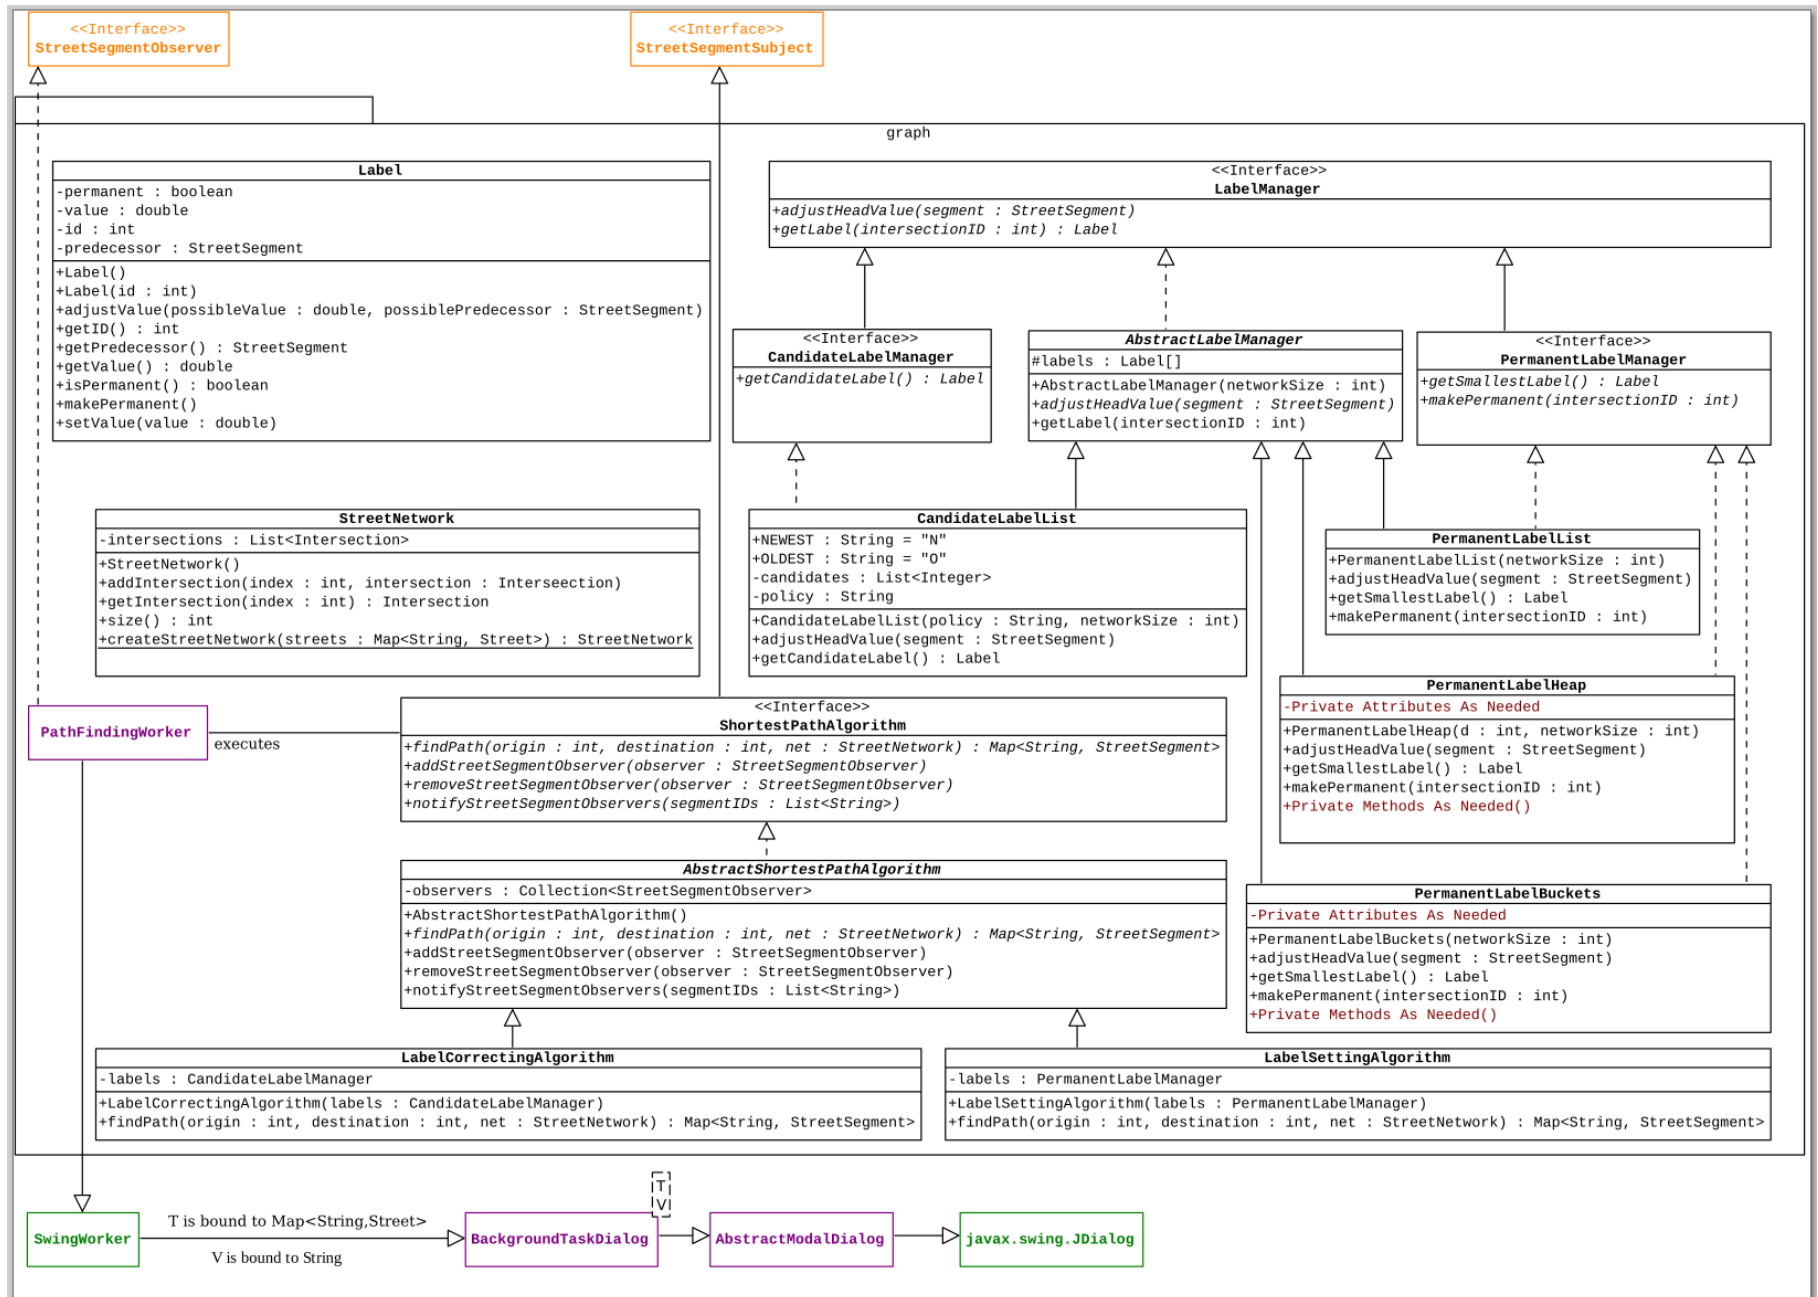 <<Interface>>
StreetSegmentObserver
<<Interface>>
StreetSegmentSubject
graph
Label
-permanent : boolean
-value : double
-id : int
-predecessor : StreetSegment
+Label()
+Label(id : int)
+adjustValue(possibleValue : double, possiblePredecessor : StreetSegment)
+getID() : int
+getPredecessor() : StreetSegment
+getValue() : double
+isPermanent() : boolean
+makePermanent()
+setValue(value : double)
<<Interface>>
LabelManager
+adjustHeadValue(segment : StreetSegment)
+getLabel(intersectionID : int) : Label
<<Interface>>
CandidateLabelManager
+getCandidateLabel() : Label
AbstractLabelManager
#labels : Label[]
+AbstractLabelManager(networkSize : int)
+adjustHeadValue(segment : StreetSegment)
+getLabel(intersectionID : int)
<<Interface>>
PermanentLabelManager
+getSmallestLabel() : Label
+makePermanent(intersectionID : int)
StreetNetwork
-intersections : List<Intersection>
+StreetNetwork()
+addIntersection(index : int, intersection : Interseection)
+getIntersection(index : int) : Intersection
+size() : int
+createStreetNetwork(streets : Map<String, Street>) : StreetNetwork
CandidateLabelList
+NEWEST : String = "N"
+OLDEST : String = "O"
-candidates : List<Integer>
-policy : String
+CandidateLabelList(policy : String, networkSize : int)
+adjustHeadValue(segment : StreetSegment)
+getCandidateLabel() : Label
PermanentLabelList
+PermanentLabelList(networkSize : int)
+adjustHeadValue(segment : StreetSegment)
+getSmallestLabel() : Label
+makePermanent(intersectionID : int)
PathFindingWorker
executes
<<Interface>>
ShortestPathAlgorithm
+findPath(origin : int, destination : int, net : StreetNetwork) : Map<String, StreetSegment>
+addStreetSegmentObserver(observer : StreetSegmentObserver)
+removeStreetSegmentObserver(observer : StreetSegmentObserver)
+notifyStreetSegmentObservers(segmentIDs : List<String>)
PermanentLabelHeap
-Private Attributes As Needed
+PermanentLabelHeap(d : int, networkSize : int)
+adjustHeadValue(segment : StreetSegment)
+getSmallestLabel() : Label
+makePermanent(intersectionID : int)
+Private Methods As Needed()
AbstractShortestPathAlgorithm
-observers : Collection<StreetSegmentObserver>
+AbstractShortestPathAlgorithm()
+findPath(origin : int, destination : int, net : StreetNetwork) : Map<String, StreetSegment>
+addStreetSegmentObserver(observer : StreetSegmentObserver)
+removeStreetSegmentObserver(observer : StreetSegmentObserver)
+notifyStreetSegmentObservers(segmentIDs : List<String>)
PermanentLabelBuckets
-Private Attributes As Needed
+PermanentLabelBuckets(networkSize : int)
+adjustHeadValue(segment : StreetSegment)
+getSmallestLabel() : Label
+makePermanent(intersectionID : int)
+Private Methods As Needed()
LabelCorrectingAlgorithm
-labels : CandidateLabelManager
+LabelCorrectingAlgorithm(labels : CandidateLabelManager)
+findPath(origin : int, destination : int, net : StreetNetwork) : Map<String, StreetSegment>
LabelSettingAlgorithm
-labels : PermanentLabelManager
+LabelSettingAlgorithm(labels : PermanentLabelManager)
+findPath(origin : int, destination : int, net : StreetNetwork) : Map<String, StreetSegment>
SwingWorker
T is bound to Map<String,Street>
V is bound to String
T
V
BackgroundTaskDialog
AbstractModalDialog
javax.swing.JDialog